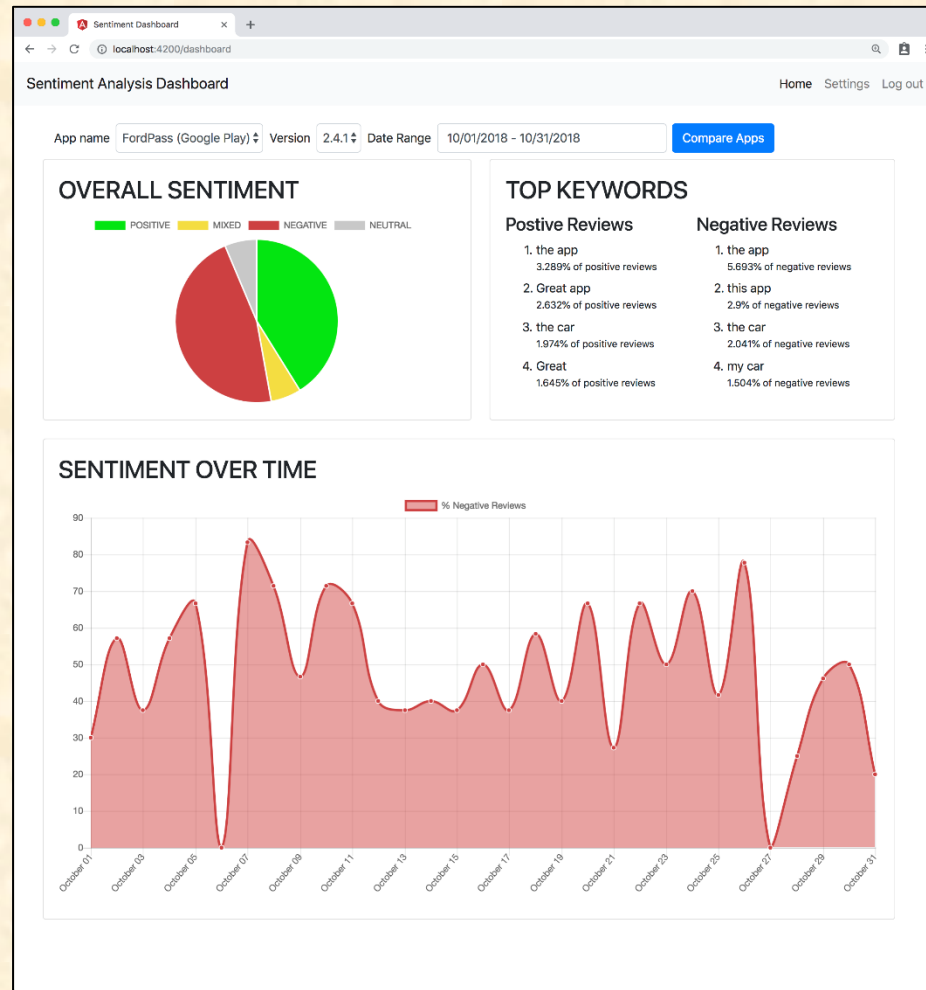 Sentiment Dashboard
localhost:4200/dashboard
Sentiment Analysis Dashboard
Home Settings Log out
App name FordPass (Google Play) Version 2.4.1 Date Range 10/01/2018 - 10/31/2018 Compare Apps
OVERALL SENTIMENT
POSITIVE MIXED NEGATIVE NEUTRAL
TOP KEYWORDS
Postive Reviews
1. the app
3.289% of positive reviews
2. Great app
2.632% of positive reviews
3. the car
1.974% of positive reviews
4. Great
1.645% of positive reviews
Negative Reviews
1. the app
5.693% of negative reviews
2. this app
2.9% of negative reviews
3. the car
2.041% of negative reviews
4. my car
1.504% of negative reviews
SENTIMENT OVER TIME
% Negative Reviews
90
80
70
60
50
40
30
20
10
0
October 01
October 03
October 05
October 07
October 09
October 11
October 13
October 15
October 17
October 19
October 21
October 23
October 25
October 27
October 29
October 31